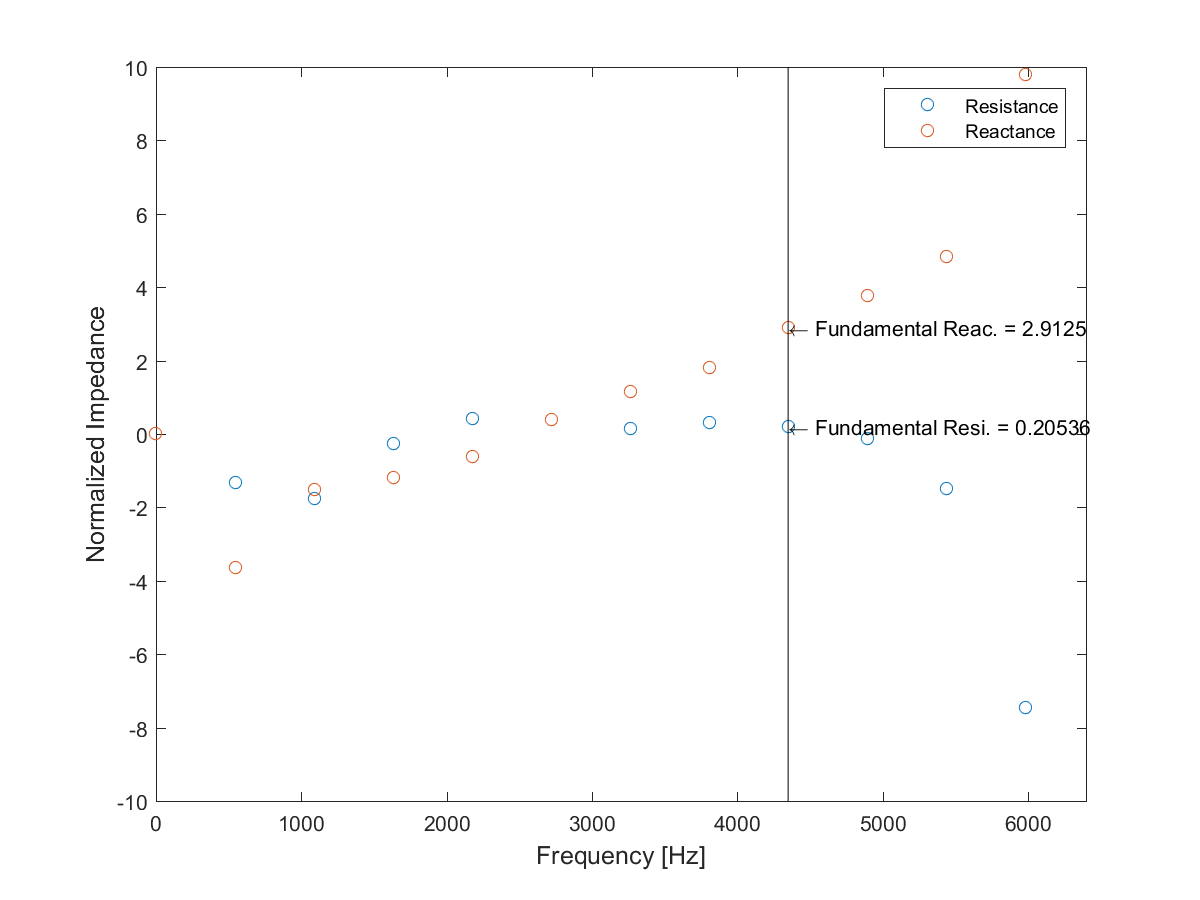 10
8
6
4
2
0
-2
-4
-6
-8
-10
Normalized Impedance
Resistance
Reactance
← Fundamental Reac. = 2.9125
← Fundamental Resi. = 0.20536
0 1000 2000 3000 4000 5000 6000
Frequency [Hz]